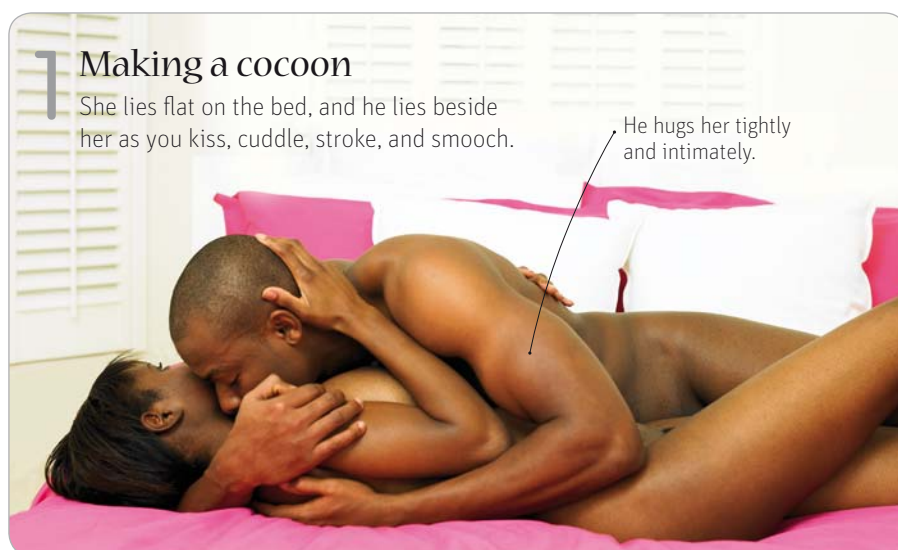 1
Making a cocoon
She lies flat on the bed, and he lies beside
her as you kiss, cuddle, stroke, and smooch.
He hugs her tightly
and intimately.